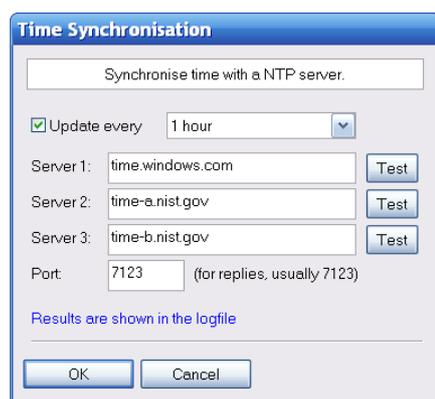 Time Synchronisation
Synchronise time with a NTP server.
Update every 1 hour
Server 1: time.windows.com Test
Server 2: time-a.nist.gov Test
Server 3: time-b.nist.gov Test
Port: 7123 (for replies, usually 7123)
Results are shown in the logfile
OK Cancel